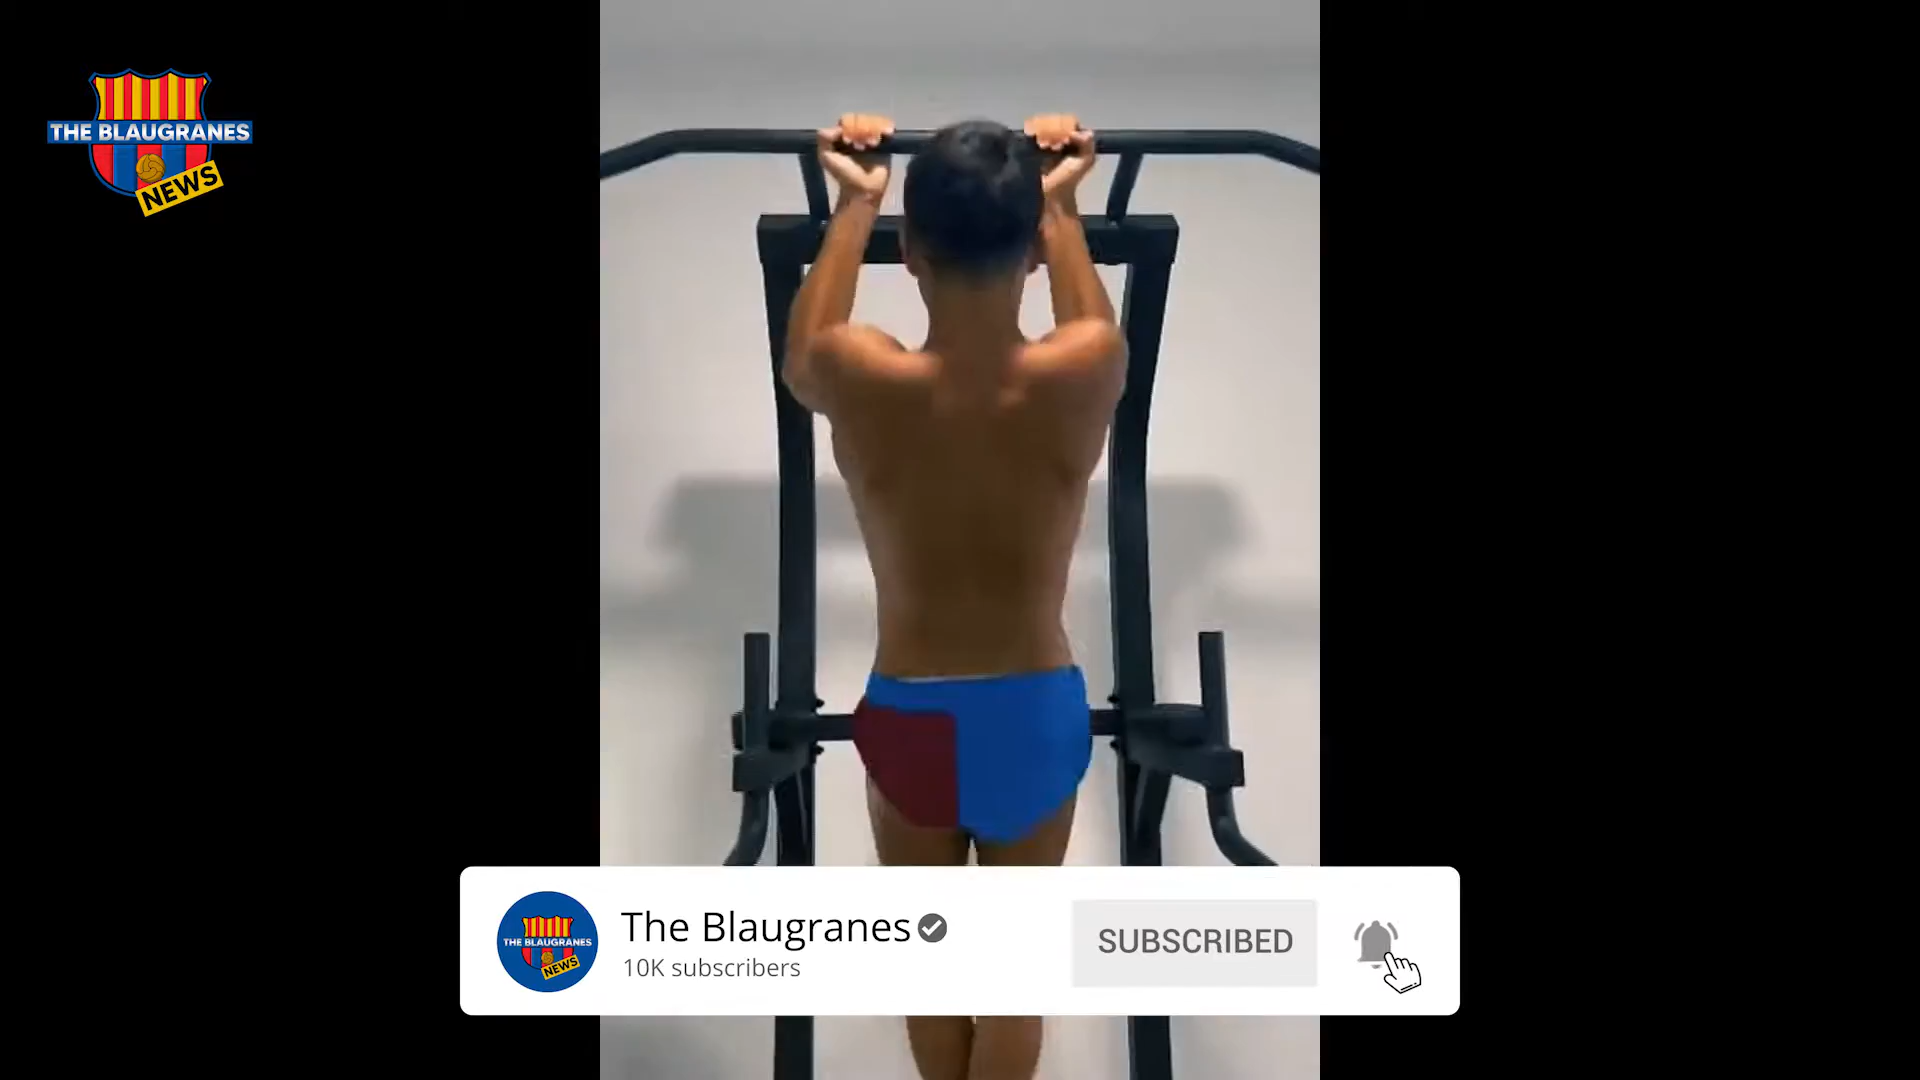 THE BLAUGRANES
NEWS
THE BLAUGRANES
NEWS
The Blaugranes
10K subscribers
SUBSCRIBED